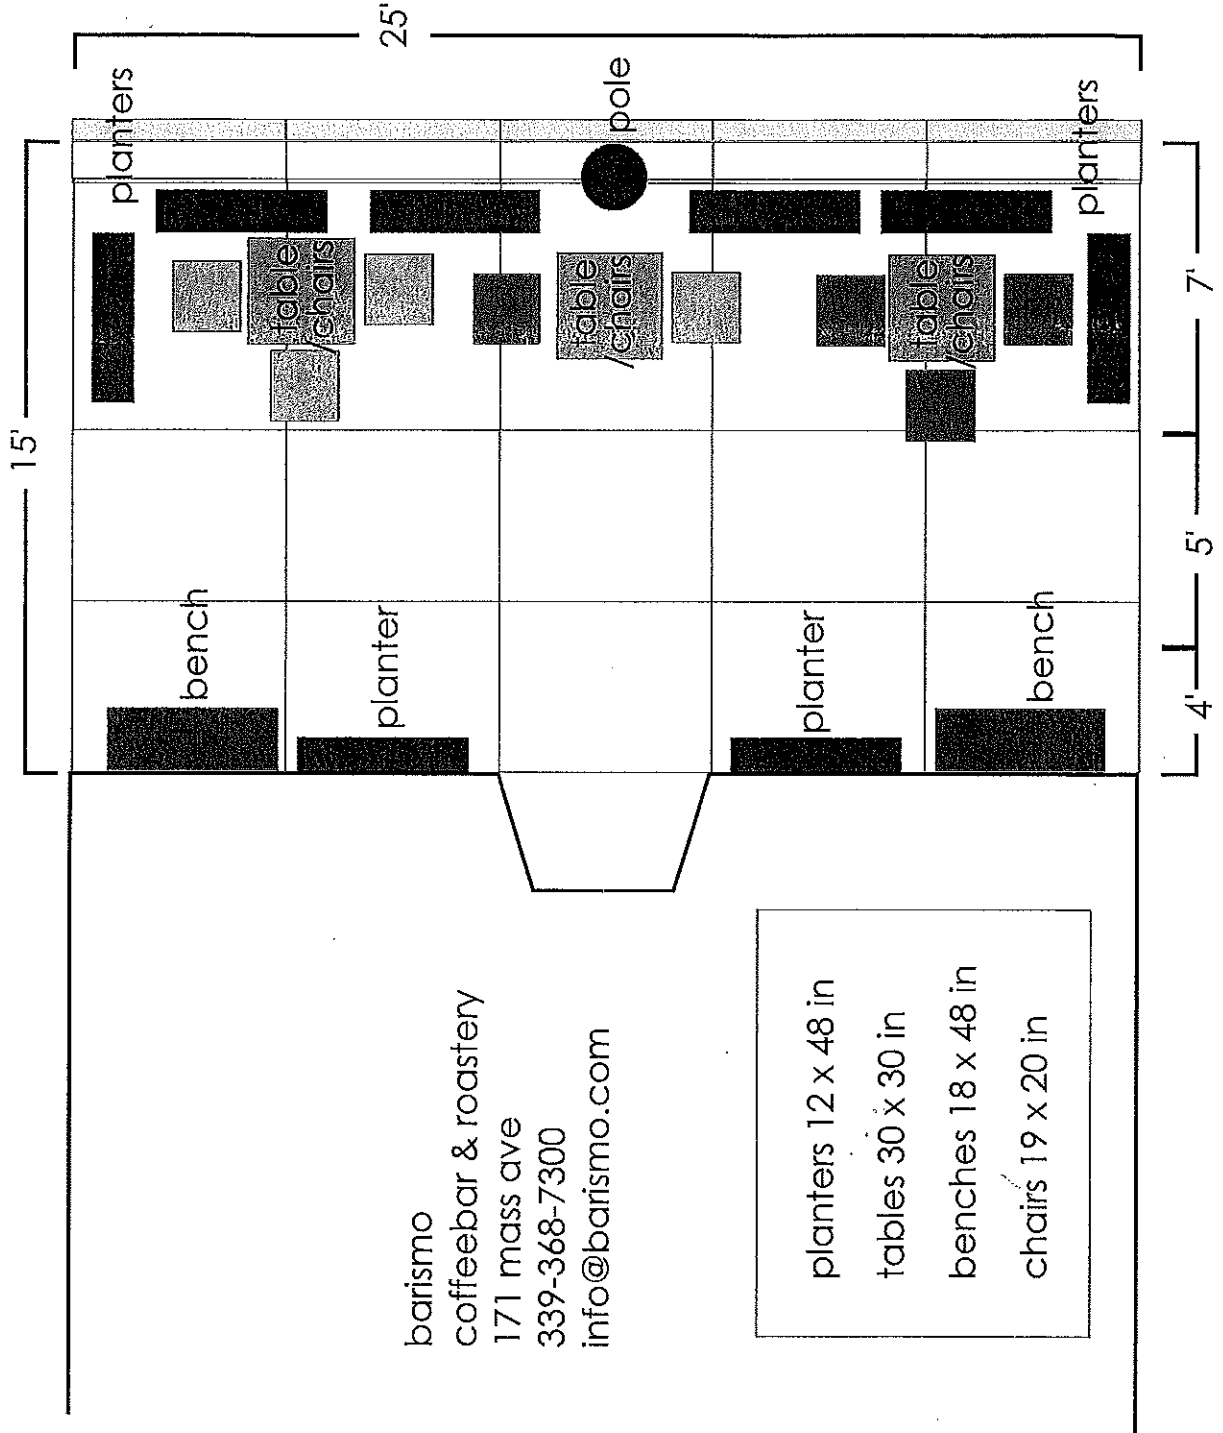 25'
15'
planters
pole
planters
table
/chairs
table
/chairs
table
/chairs
7'
5'
4'
bench
planter
planter
bench
barismo
coffeebar & roastery
171 mass ave
339-368-7300
info@barismo.com
planters 12 x 48 in
tables 30 x 30 in
benches 18 x 48 in
chairs 19 x 20 in